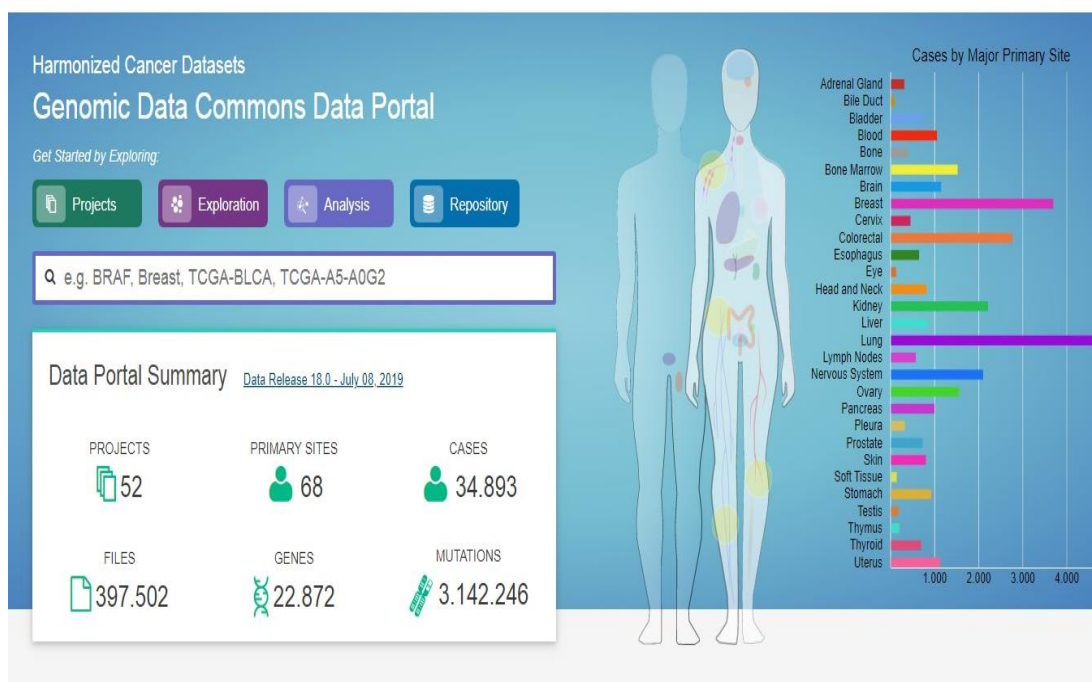 Harmonized Cancer Datasets
Genomic Data Commons Data Portal
Get Started by Exploring:
Projects
Exploration
Analysis
Repository
e.g. BRAF, Breast, TCGA-BLCA, TCGA-A5-A0G2
Data Portal Summary Data Release 18.0 - July 08, 2019
PROJECTS
52
PRIMARY SITES
68
CASES
34.893
FILES
397.502
GENES
22.872
MUTATIONS
3.142.246
Cases by Major Primary Site
Adrenal Gland
Bile Duct
Bladder
Blood
Bone
Bone Marrow
Brain
Breast
Cervix
Colorectal
Esophagus
Eye
Head and Neck
Kidney
Liver
Lung
Lymph Nodes
Nervous System
Ovary
Pancreas
Pleura
Prostate
Skin
Soft Tissue
Stomach
Testis
Thymus
Thyroid
Uterus
1.000 2.000 3.000 4.000